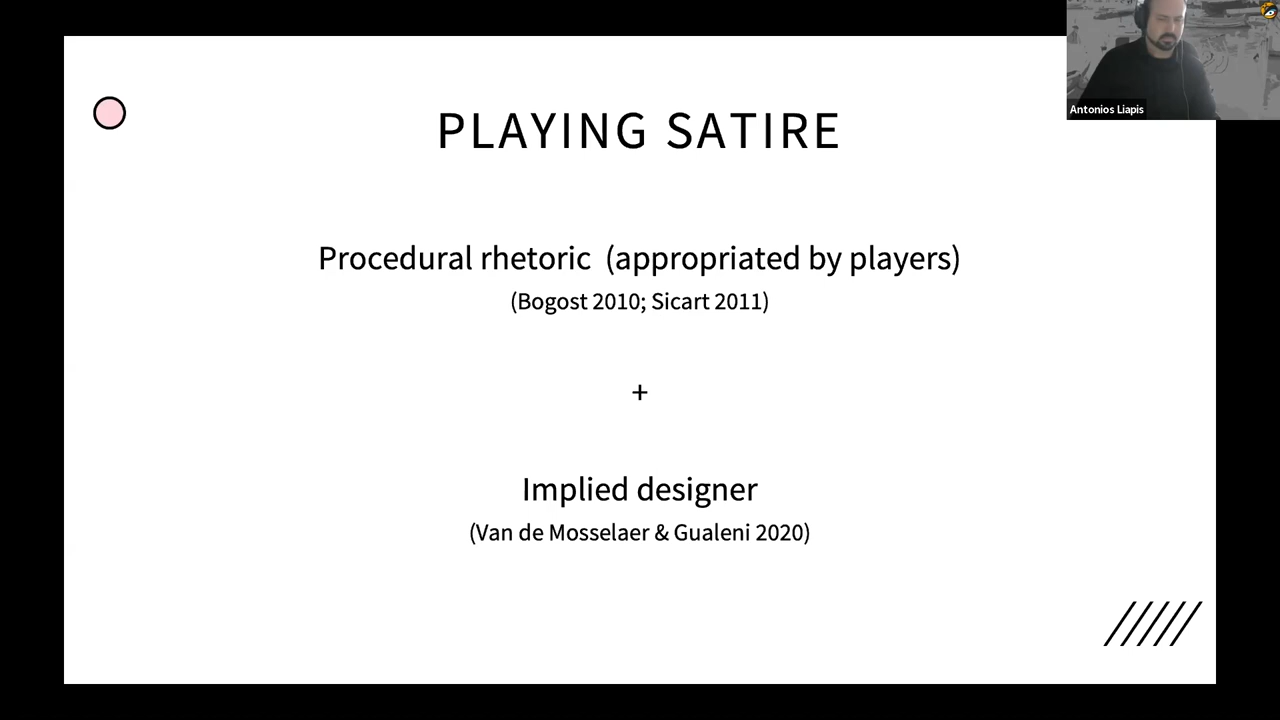 PLAYING SATIRE
Procedural rhetoric (appropriated by players)
(Bogost 2010; Sicart 2011)
+
Implied designer
(Van de Mosselaer & Gualeni 2020)
Antonios Liapis